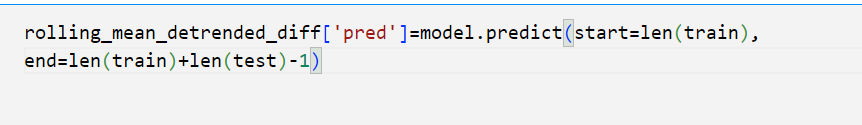 rolling_mean_detrended_diff['pred']=model.predict(start=len(train),
end=len(train)+len(test)-1)